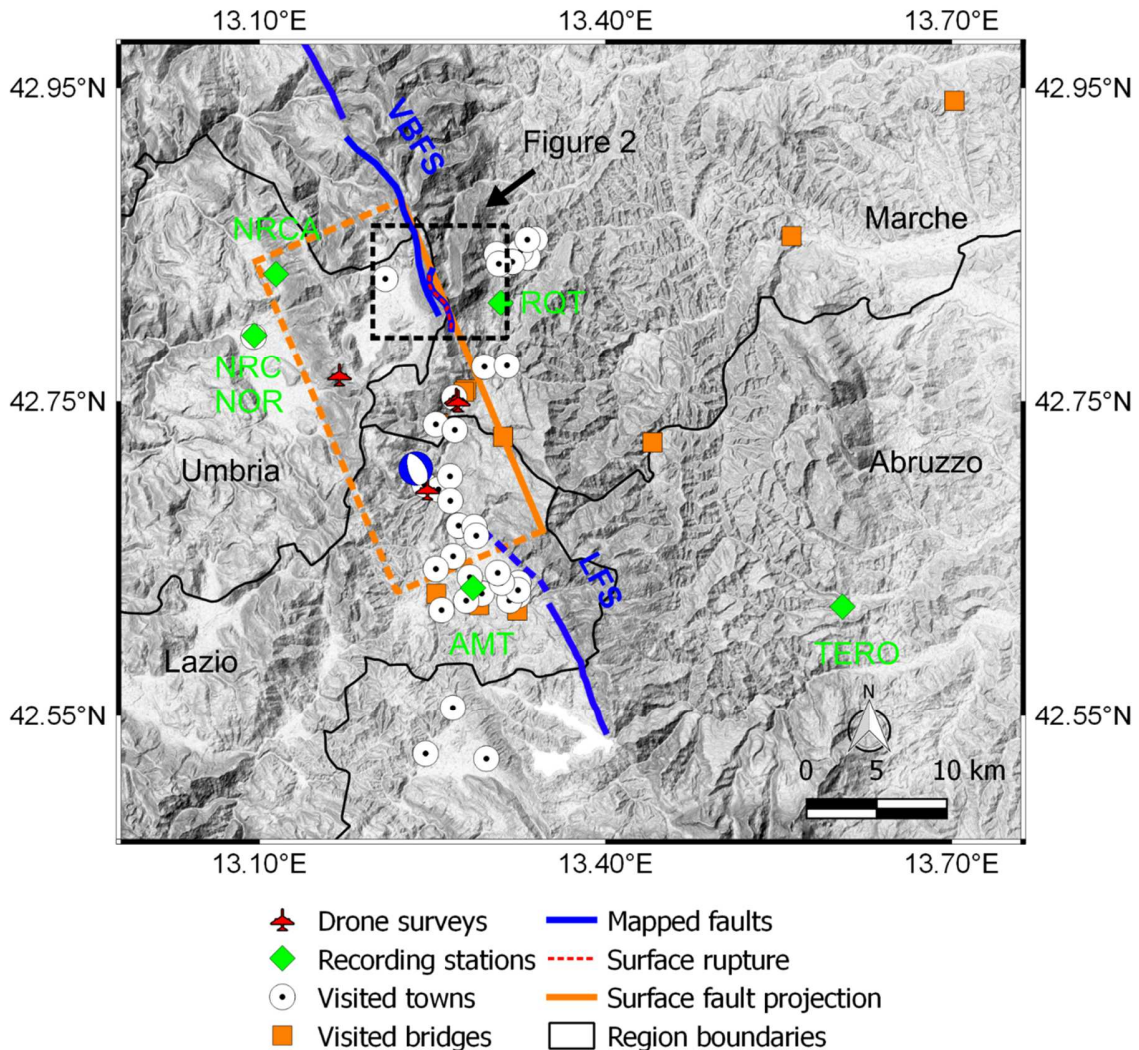 13.10°E 13.40°E 13.70°E
42.95°N 42.95°N
VBFS
Figure 2
NRCA
Marche
RQT
NRC
NOR
42.75°N 42.75°N
Umbria
Abruzzo
LFS
AMT
TERO
Lazio
42.55°N 42.55°N
N
0 5 10 km
13.10°E 13.40°E 13.70°E
Drone surveys
Mapped faults
Recording stations
Surface rupture
Visited towns
Surface fault projection
Visited bridges
Region boundaries